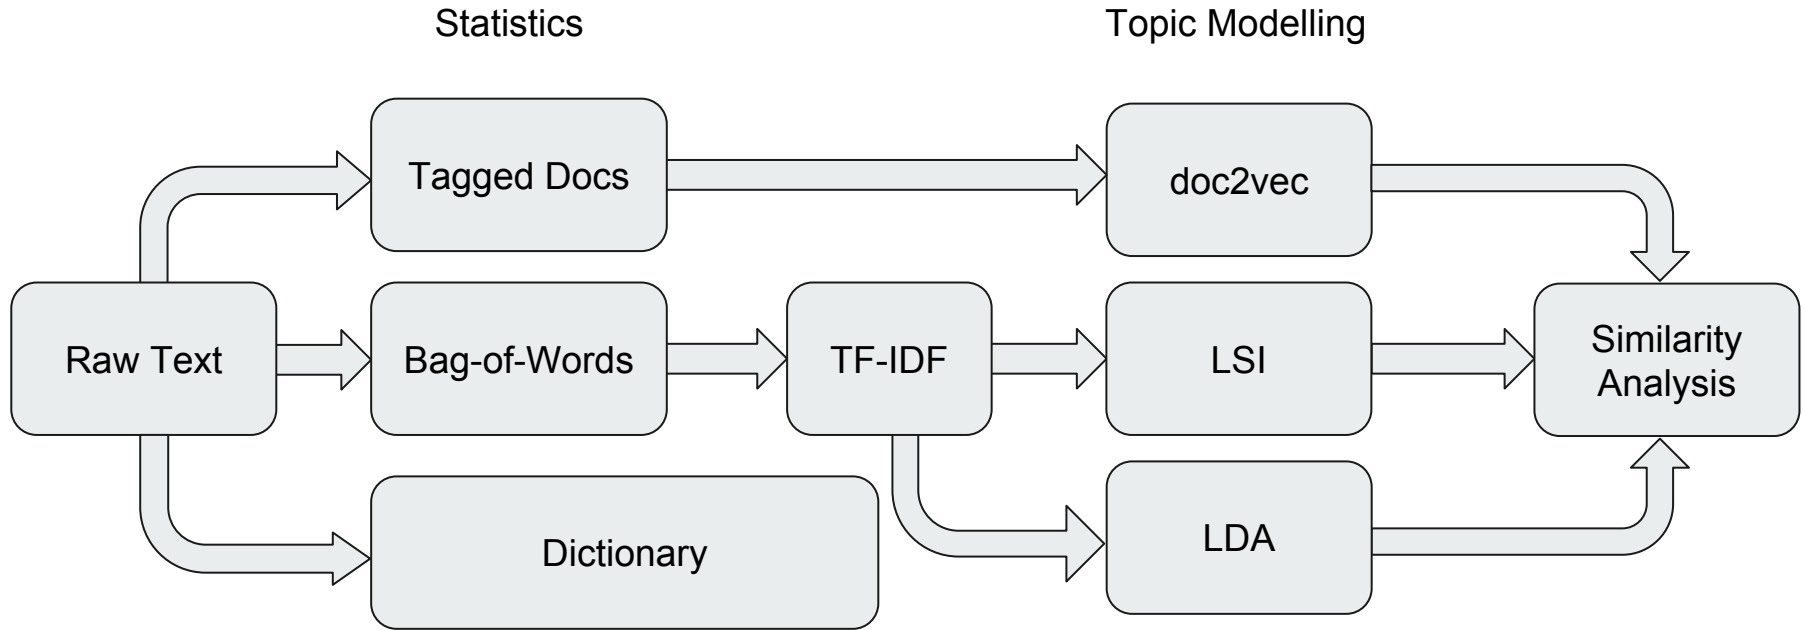 Statistics
Topic Modelling
Tagged Docs
doc2vec
Raw Text
Bag-of-Words
TF-IDF
LSI
Similarity
Analysis
Dictionary
LDA